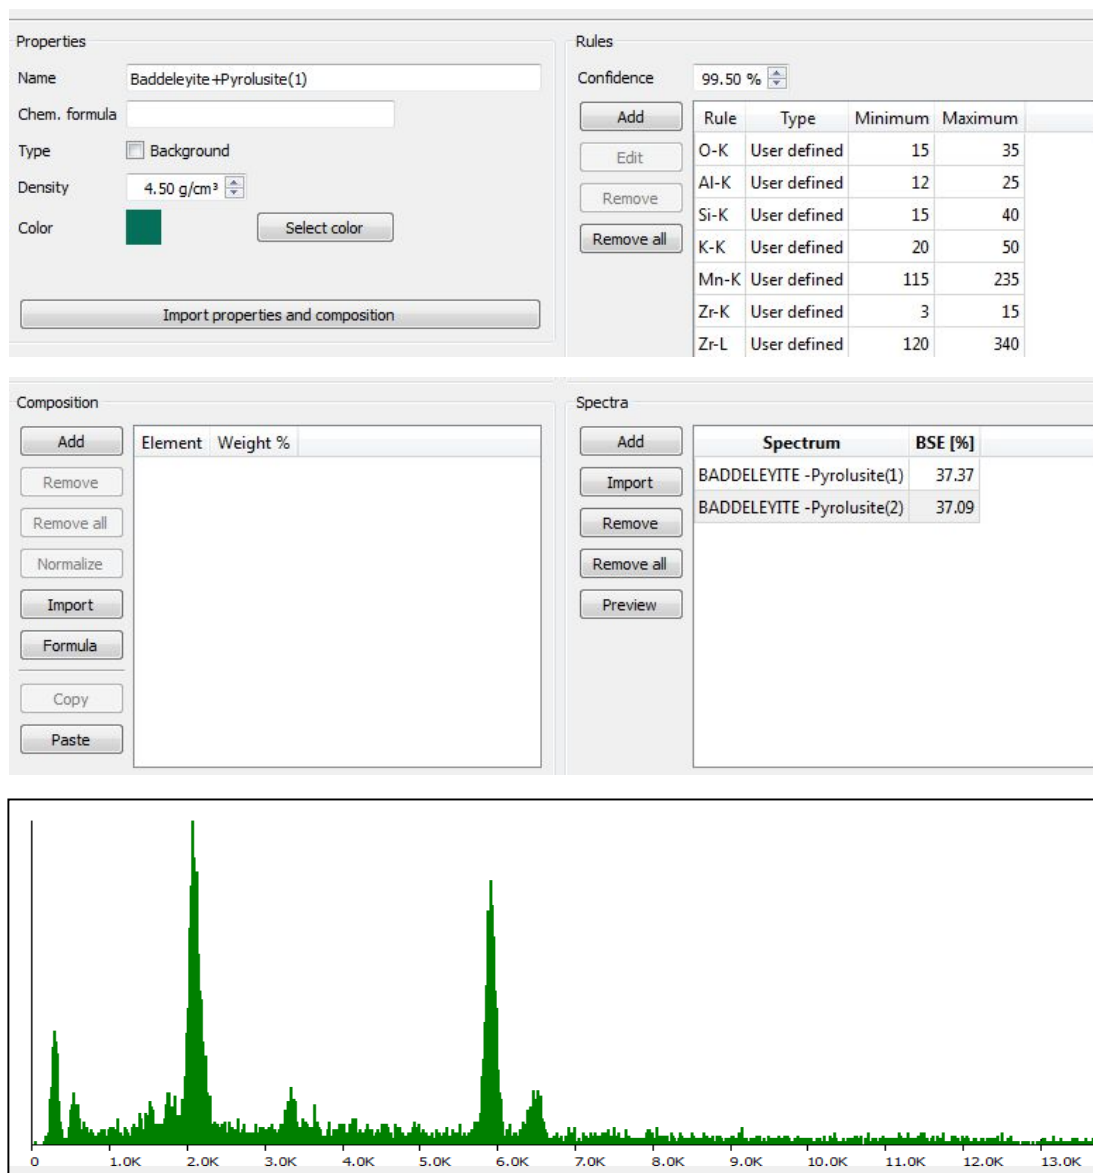 Properties
Name Baddeleyite+Pyrolusite(1)
Chem. formula
Type Background
Density 4.50 g/cm³
Color Select color
Import properties and composition
Rules
Confidence 99.50 %
Add
Edit
Remove
Remove all
Rule Type Minimum Maximum
O-K User defined 15 35
Al-K User defined 12 25
Si-K User defined 15 40
K-K User defined 20 50
Mn-K User defined 115 235
Zr-K User defined 3 15
Zr-L User defined 120 340
Composition
Add
Remove
Remove all
Normalize
Import
Formula
Copy
Paste
Element Weight %
Spectra
Add
Import
Remove
Remove all
Preview
Spectrum BSE [%]
BADDELEYITE -Pyrolusite(1) 37.37
BADDELEYITE -Pyrolusite(2) 37.09
0 1.0K 2.0K 3.0K 4.0K 5.0K 6.0K 7.0K 8.0K 9.0K 10.0K 11.0K 12.0K 13.0K